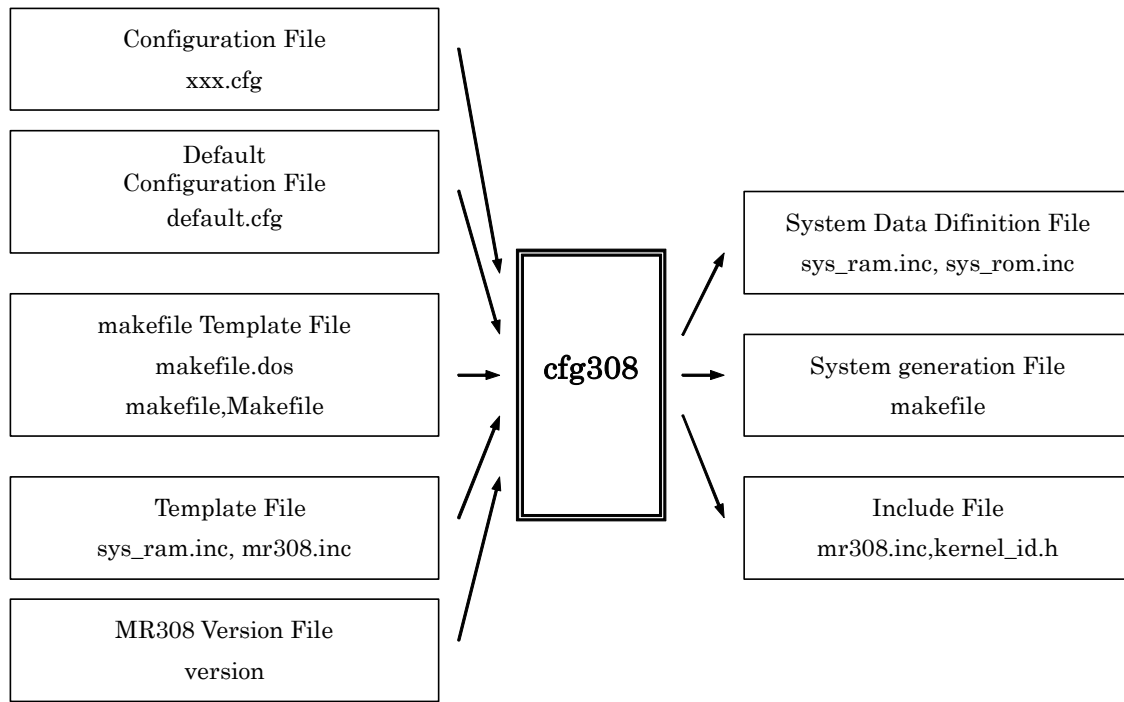 Configuration File
xxx.cfg
Default
Configuration File
default.cfg
makefile Template File
makefile.dos
makefile,Makefile
Template File
sys_ram.inc, mr308.inc
MR308 Version File
version
cfg308
System Data Difinition File
sys_ram.inc, sys_rom.inc
System generation File
makefile
Include File
mr308.inc,kernel_id.h